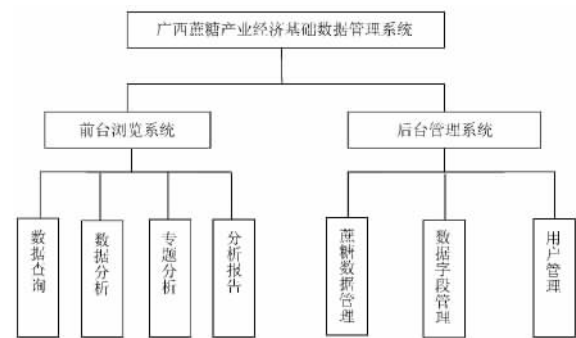 广西蔗糖产业经济基础数据管理系统
前台浏览系统
后台管理系统
数据查询
数据分析
专题分析
分析报告
蔗糖数据管理
数据字段管理
用户管理